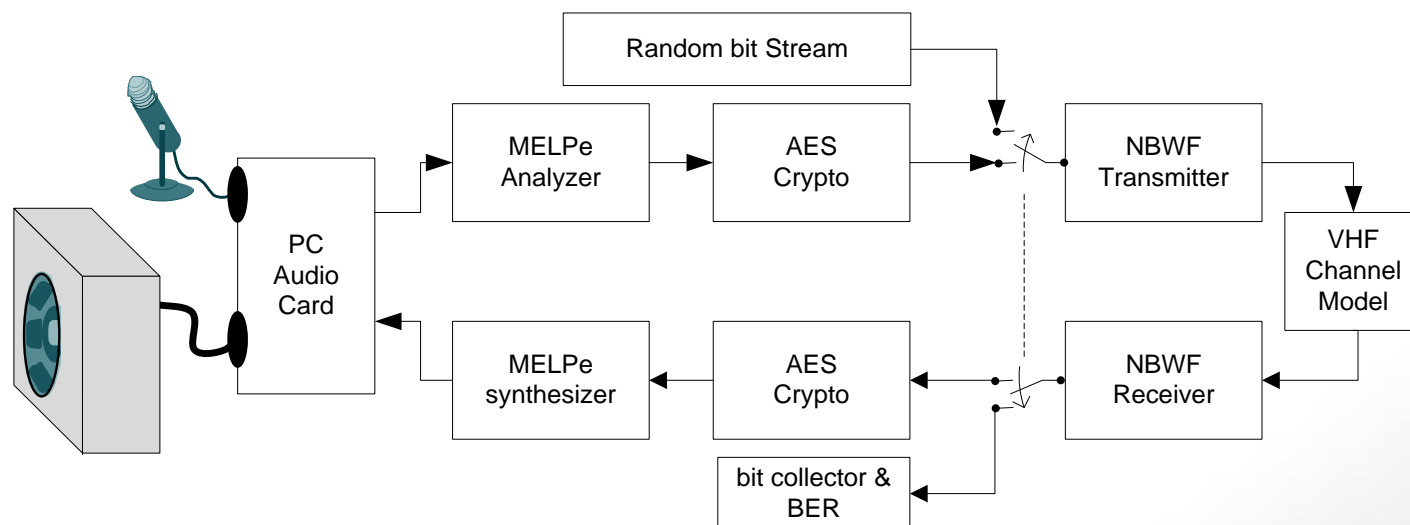 Random bit Stream
MELPe
Analyzer
AES
Crypto
NBWF
Transmitter
PC
Audio
Card
VHF
Channel
Model
MELPe
synthesizer
AES
Crypto
NBWF
Receiver
bit collector &
BER